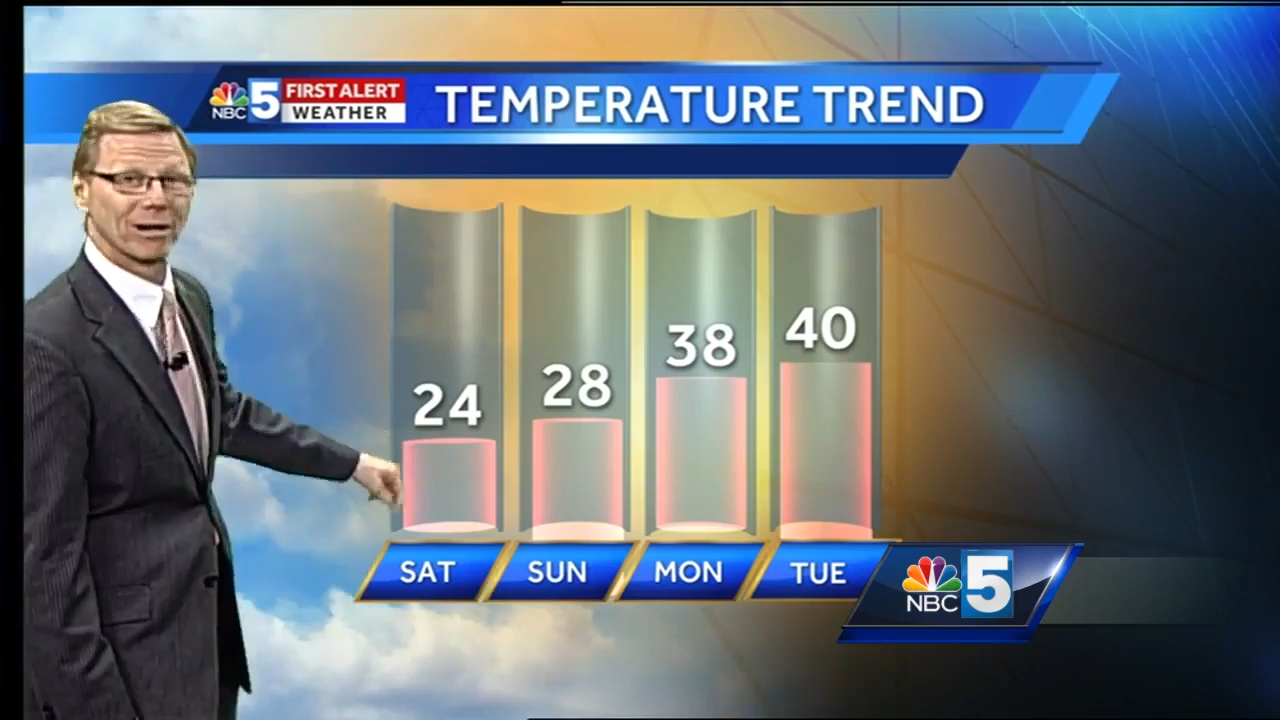 NBC 5 FIRST ALERT WEATHER
TEMPERATURE TREND
24 28 38 40
SAT SUN MON TUE
NBC 5